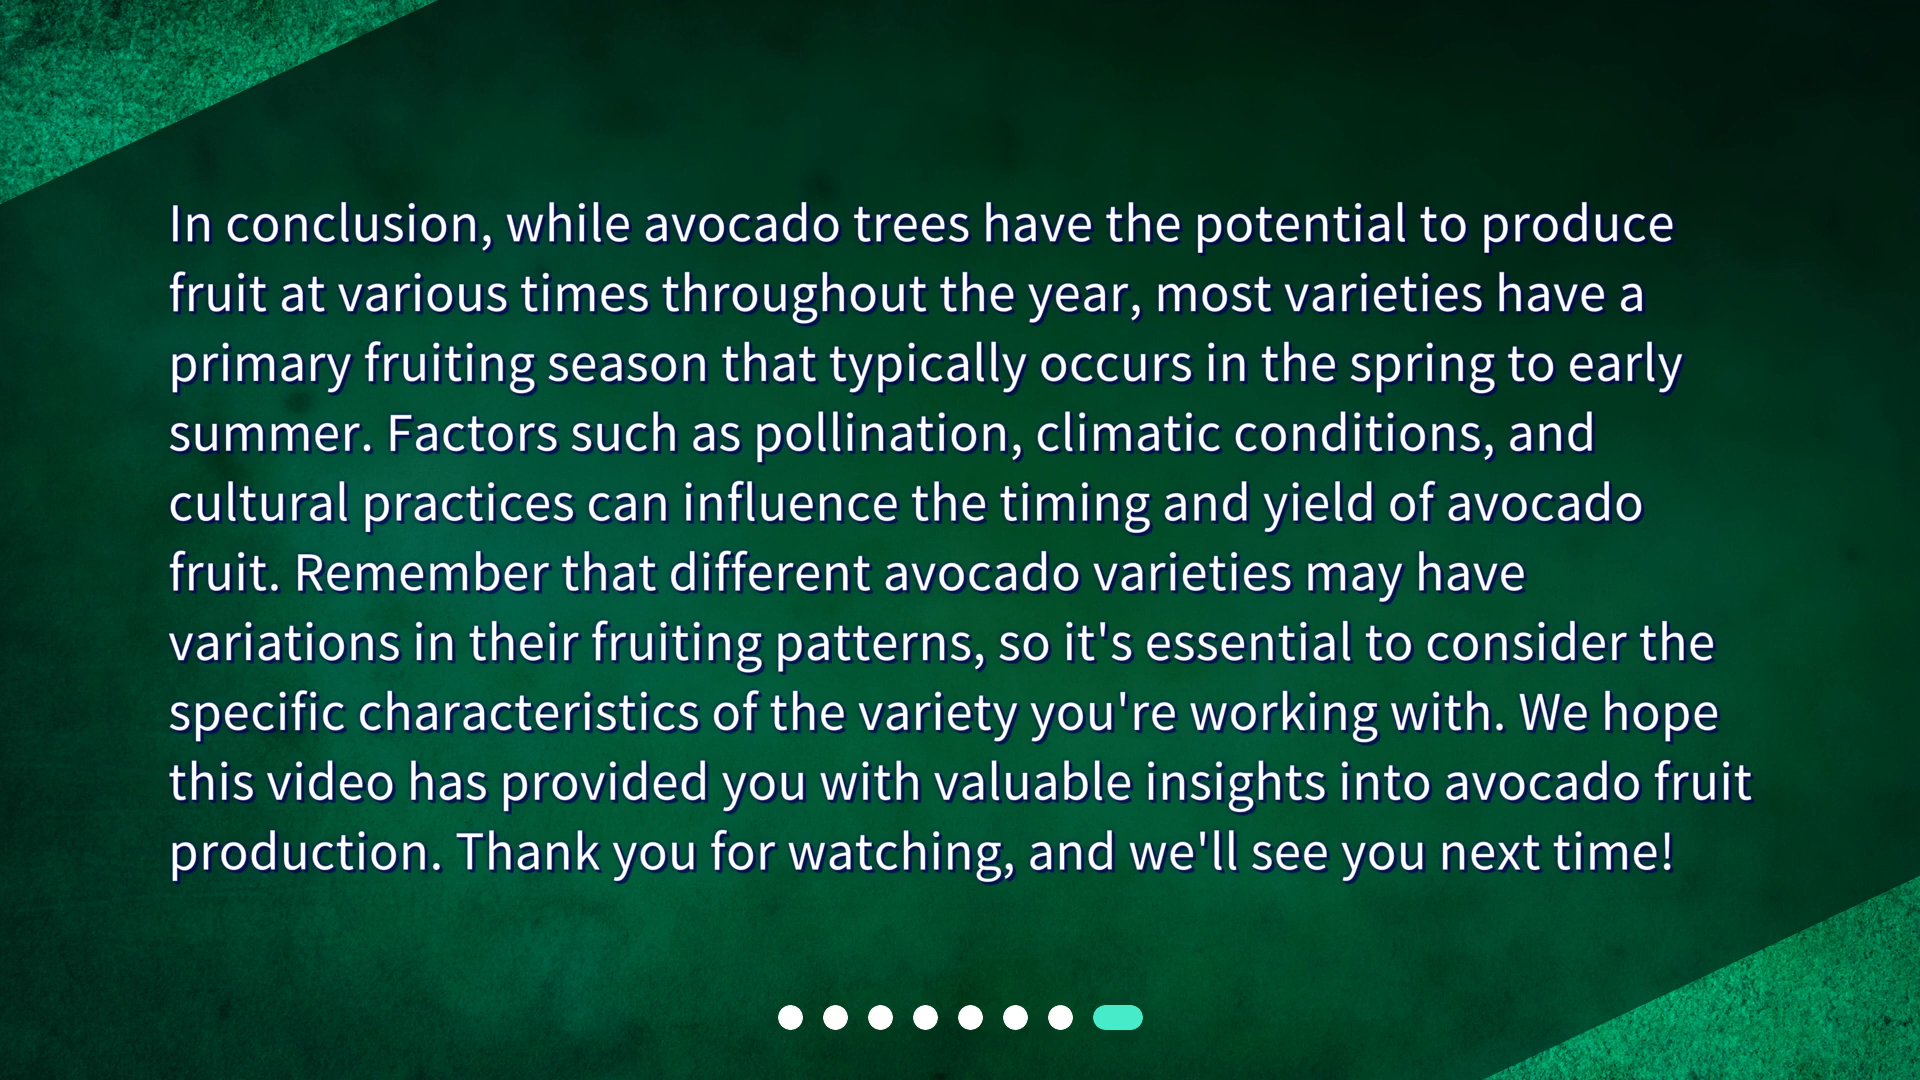 In conclusion, while avocado trees have the potential to produce
fruit at various times throughout the year, most varieties have a
primary fruiting season that typically occurs in the spring to early
summer. Factors such as pollination, climatic conditions, and
cultural practices can influence the timing and yield of avocado
fruit. Remember that different avocado varieties may have
variations in their fruiting patterns, so it's essential to consider the
specific characteristics of the variety you're working with. We hope
this video has provided you with valuable insights into avocado fruit
production. Thank you for watching, and we'll see you next time!